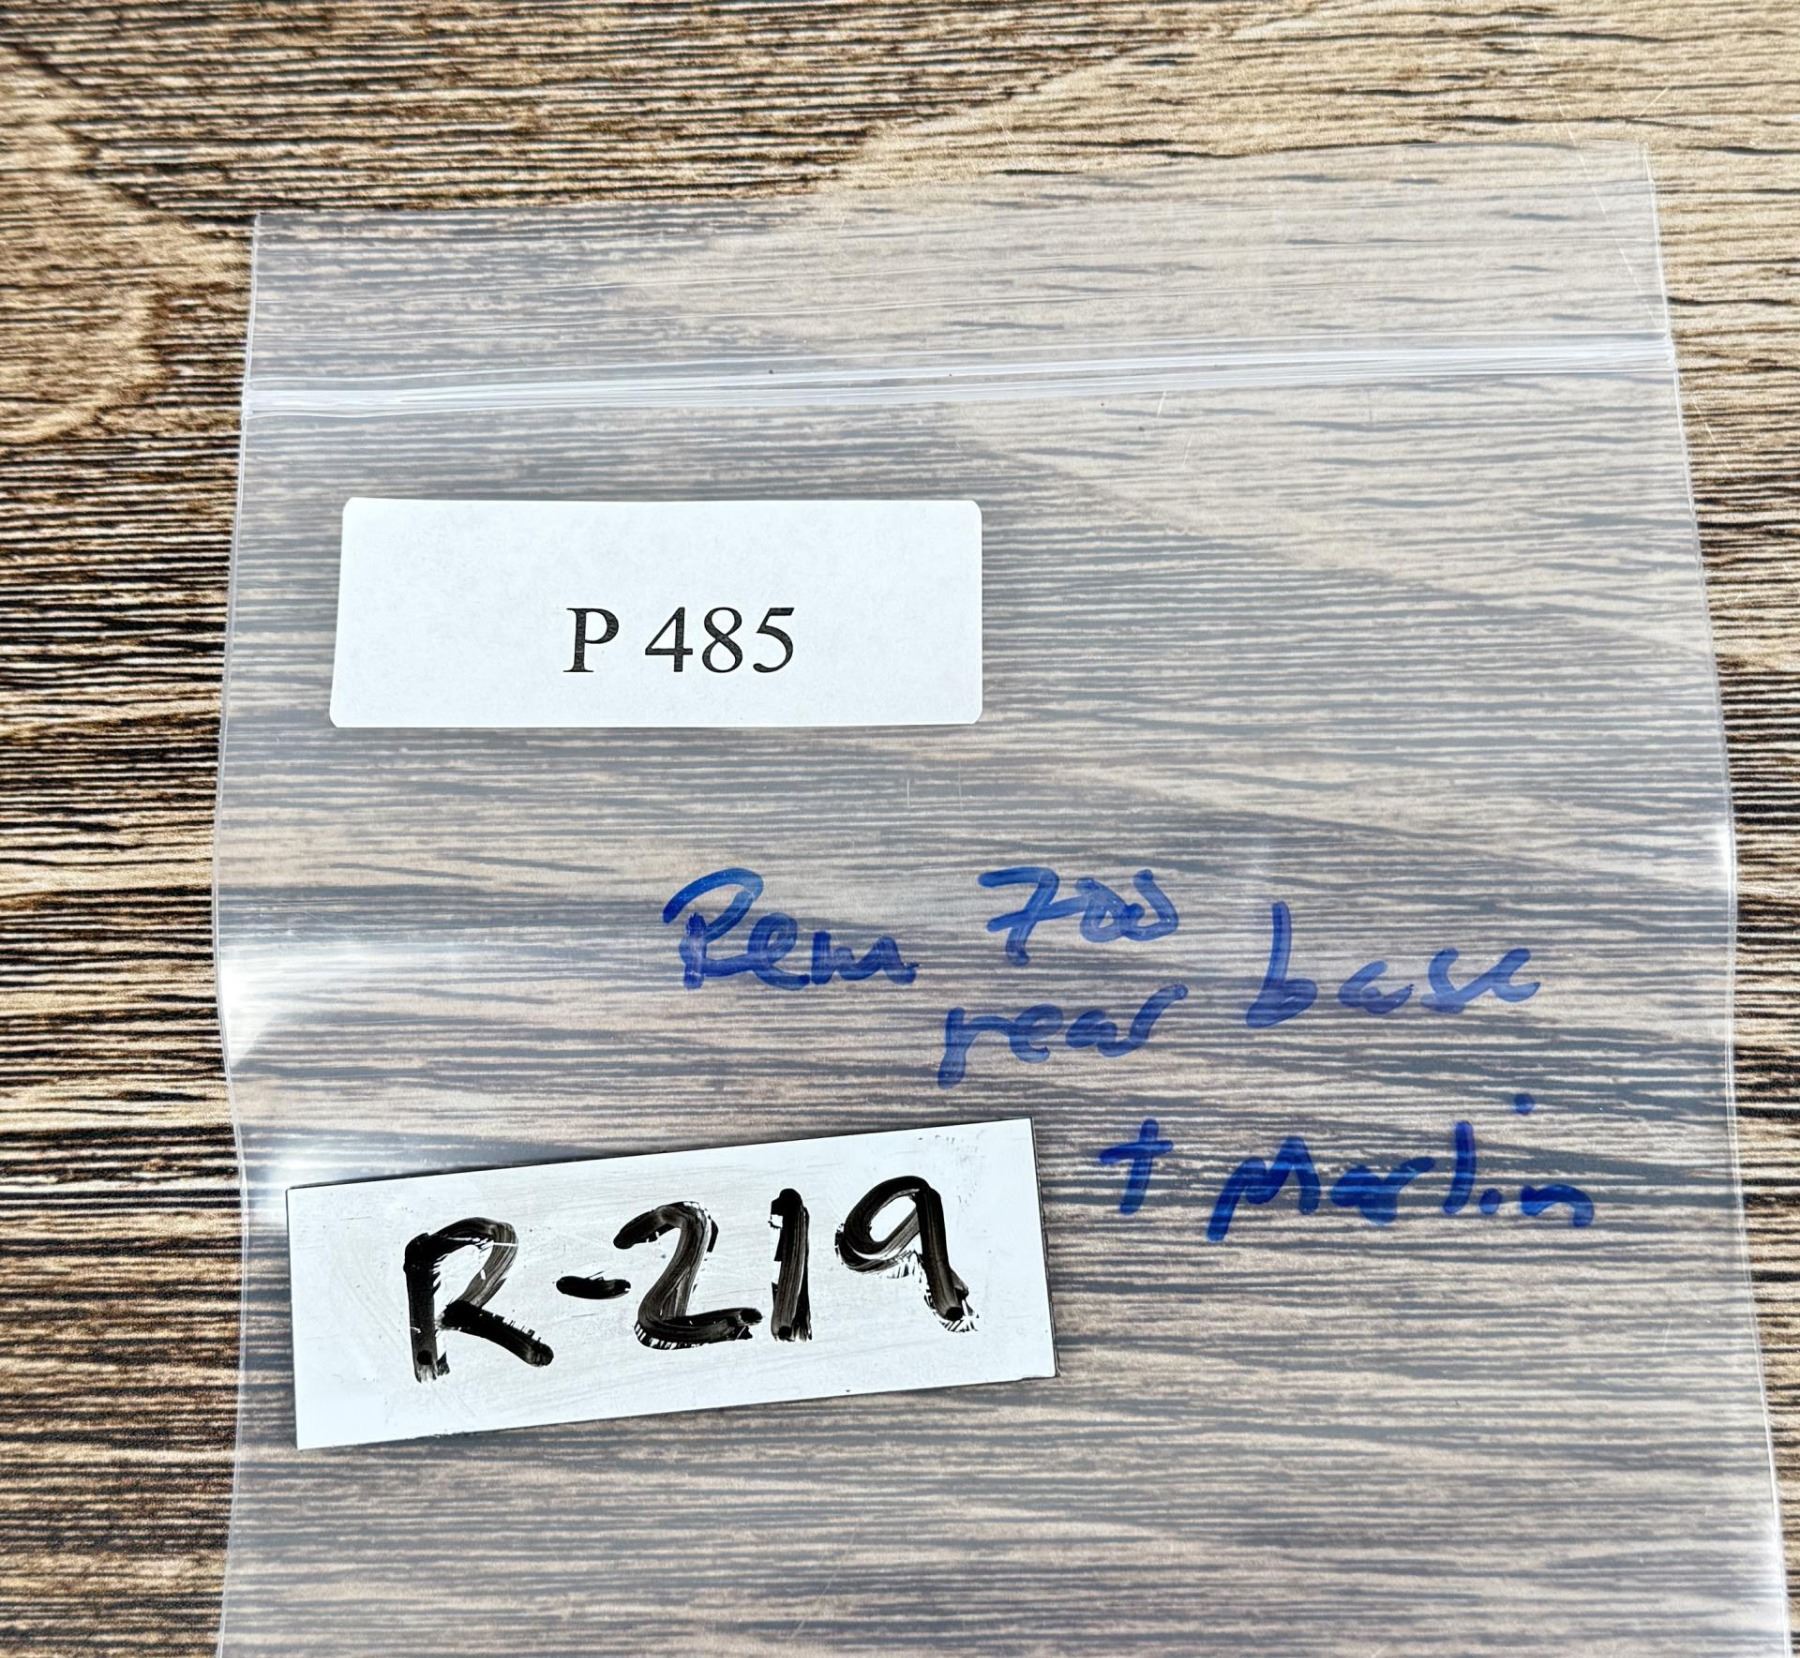 P 485
Rem 700
rear base
+ Marlin
R-219